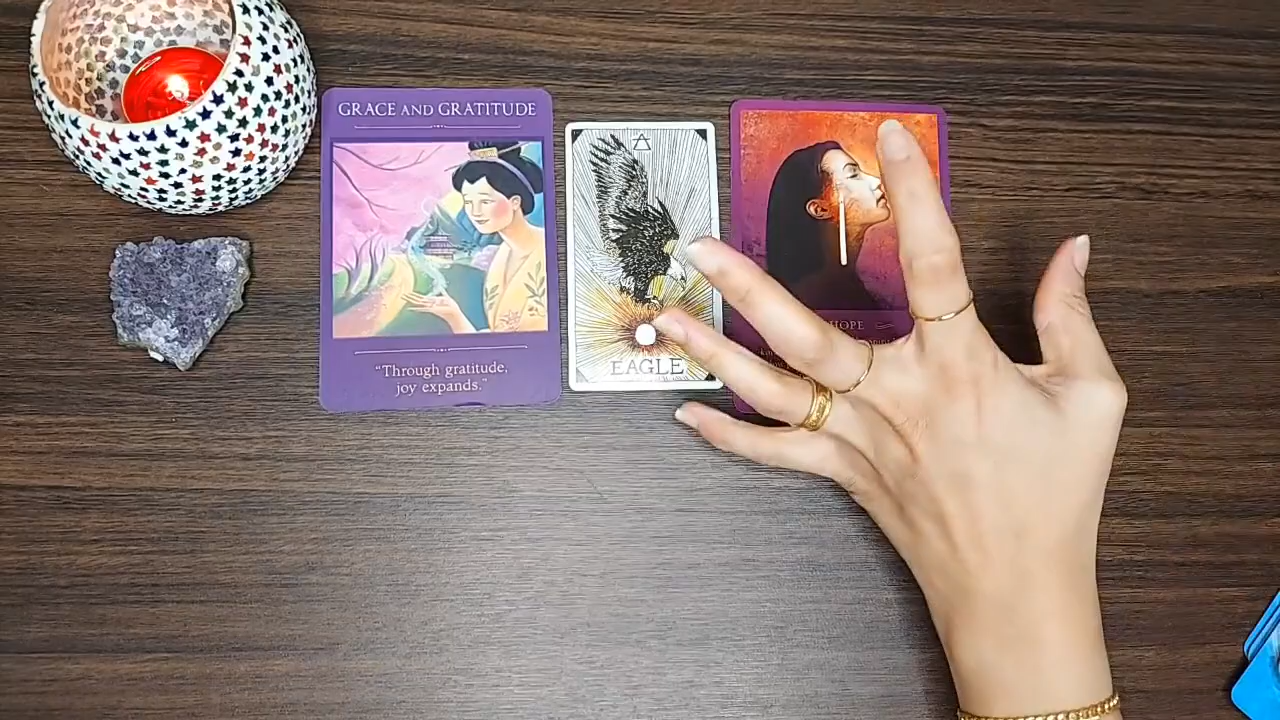 GRACE AND GRATITUDE
"Through gratitude,
joy expands."
EAGLE
HOPE